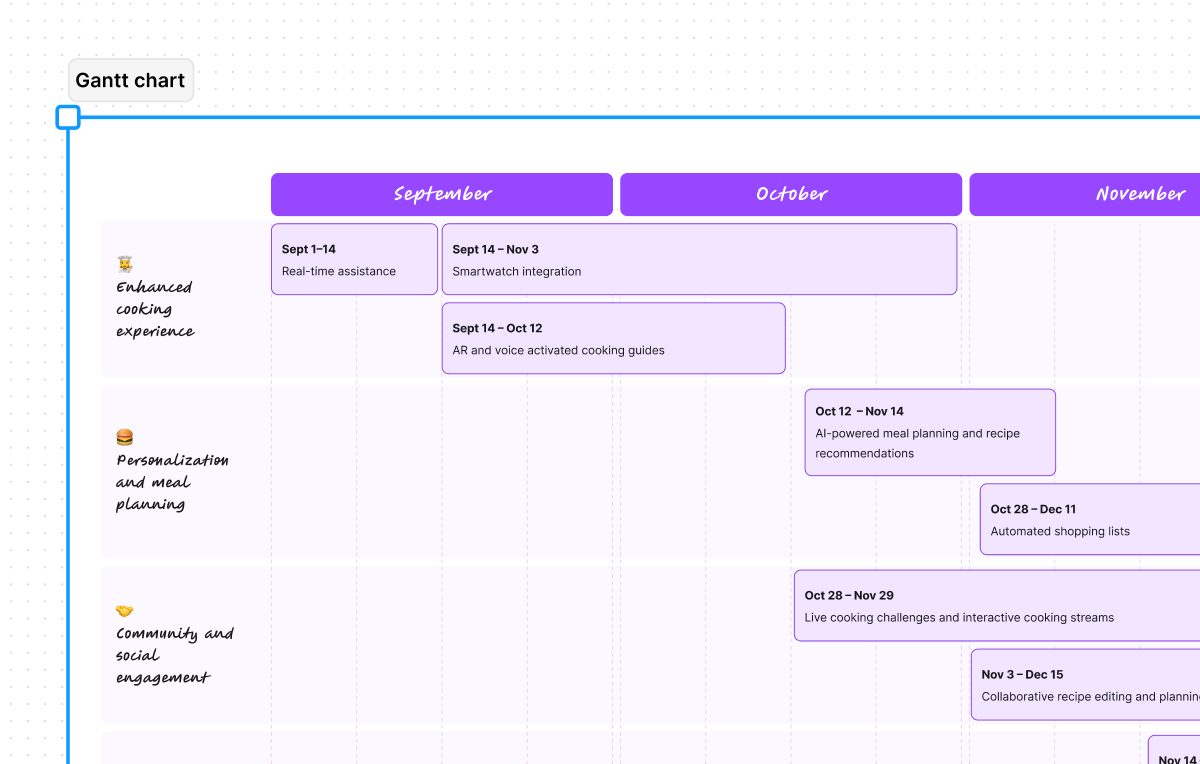 Gantt chart
September
October
November
Enhanced
cooking
experience
Sept 1–14
Real-time assistance
Sept 14 – Nov 3
Smartwatch integration
Sept 14 – Oct 12
AR and voice activated cooking guides
Personalization
and meal
planning
Oct 12  – Nov 14
AI-powered meal planning and recipe
recommendations
Oct 28 – Dec 11
Automated shopping lists
Community and
social
engagement
Oct 28 – Nov 29
Live cooking challenges and interactive cooking streams
Nov 3 – Dec 15
Collaborative recipe editing and plannin
Nov 14